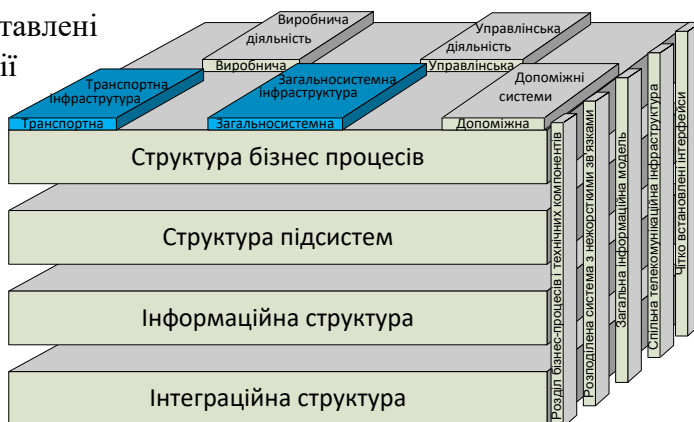 тавлені
ії
Виробнича
діяльність
Виробнича
Управлінська
діяльність
Управлінська
Транспортна
Інфраструтура
Транспортна
Загальносистемна
інфраструктура
Загальносистемна
Допоміжні
системи
Допоміжна
Структура бізнес процесів
Структура підсистем
Інформаційна структура
Інтеграційна структура
Розділ бізнес-процесів і технічних компонентів
Розподілена система з нежорсткими зв'язками
Загальна інформаційна модель
Спільна телекомунікаційна інфраструктура
Чітко встановлені інтерфейси